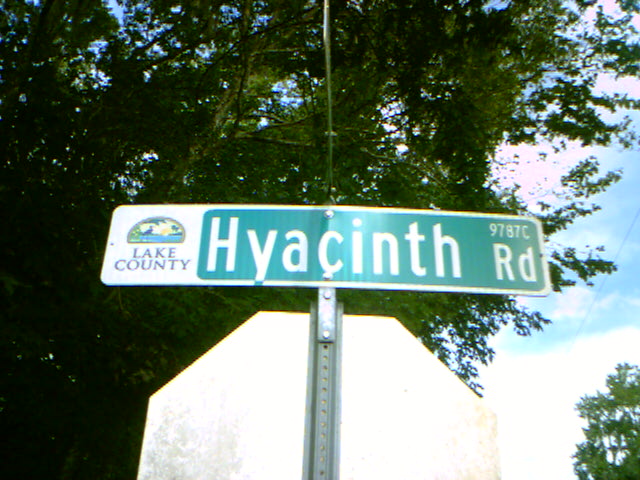 LAKE
COUNTY
Hyacinth Rd
9787C